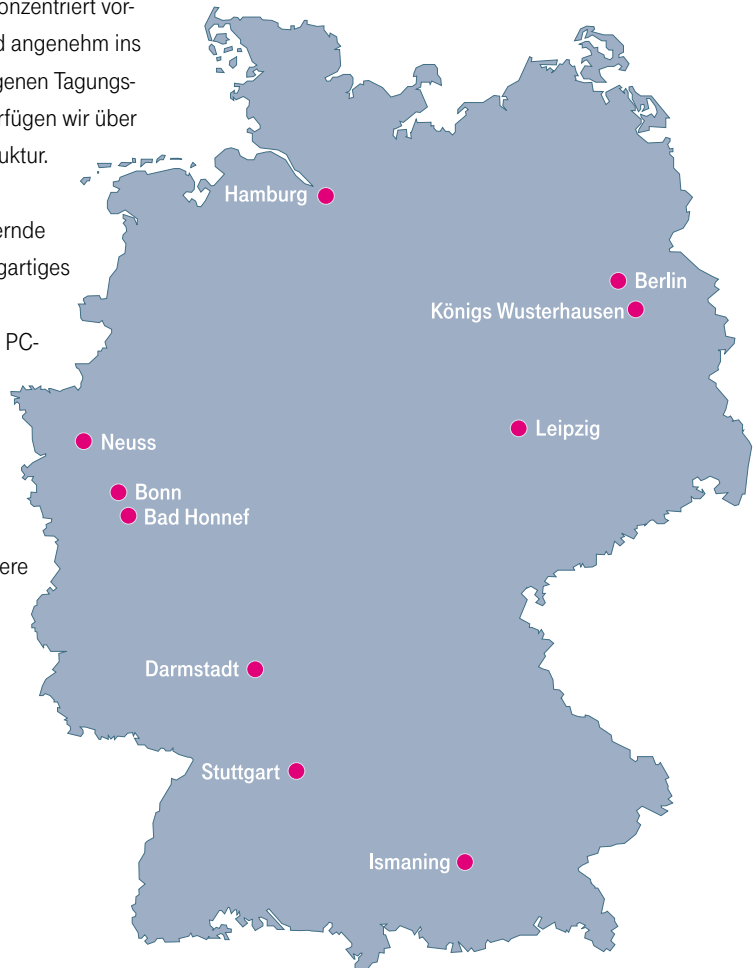 onzentriert vor-
d angenehm ins
genen Tagungs-
rfügen wir über
uktur.
ernde
gartiges
PC-
ere
Hamburg
Berlin
Königs Wusterhausen
Leipzig
Neuss
Bonn
Bad Honnef
Darmstadt
Stuttgart
Ismaning